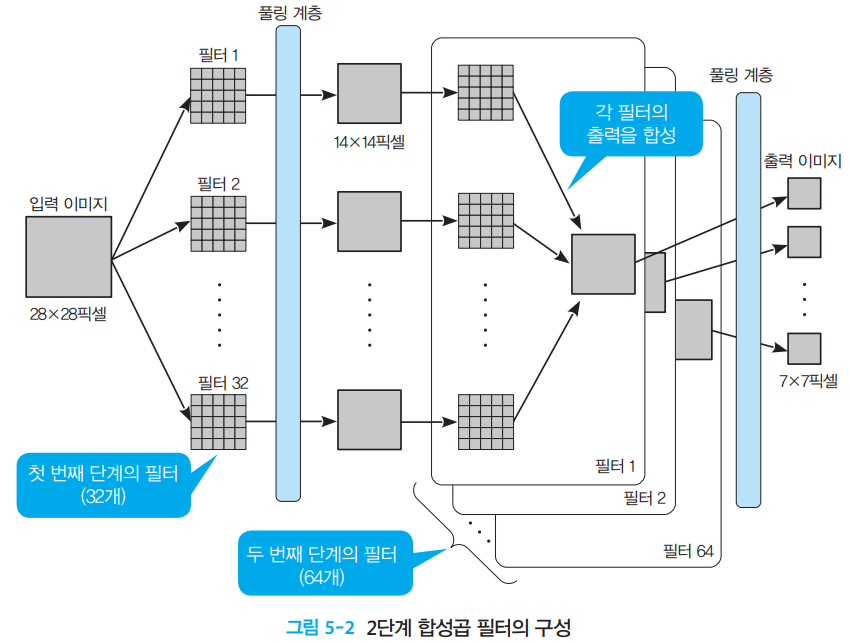 풀링 계층
필터 1
14×14픽셀
각 필터의
출력을 합성
풀링 계층
출력 이미지
필터 2
입력 이미지
28×28픽셀
필터 32
7×7픽셀
첫 번째 단계의 필터
(32개)
필터 1
필터 2
필터 64
두 번째 단계의 필터
(64개)
그림 5-2 2단계 합성곱 필터의 구성